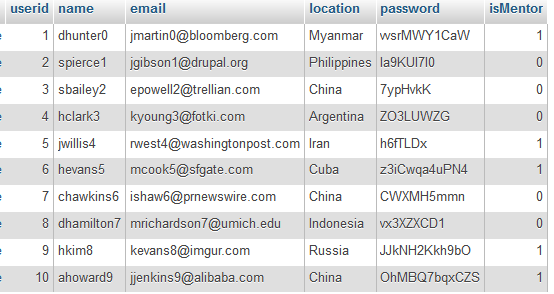 userid name email location password isMentor
1 dhunter0 jmartin0@bloomberg.com Myanmar wsrMWY1CaW 1
2 spierce1 jgibson1@drupal.org Philippines Ia9KUI7I0 0
3 sbailey2 epowell2@trellian.com China 7ypHvkK 0
4 hclark3 kyoung3@fotki.com Argentina ZO3LUWZG 0
5 jwillis4 rwest4@washingtonpost.com Iran h6fTLDx 1
6 hevans5 mcook5@sfgate.com Cuba z3iCwqa4uPN4 1
7 chawkins6 ishaw6@prnewswire.com China CWXMH5mmn 0
8 dhamilton7 mrichardson7@umich.edu Indonesia vx3XZXCD1 0
9 hkim8 kevans8@imgur.com Russia JJkNH2Kkh9bO 1
10 ahoward9 jjenkins9@alibaba.com China OhMBQ7bqxCZS 1